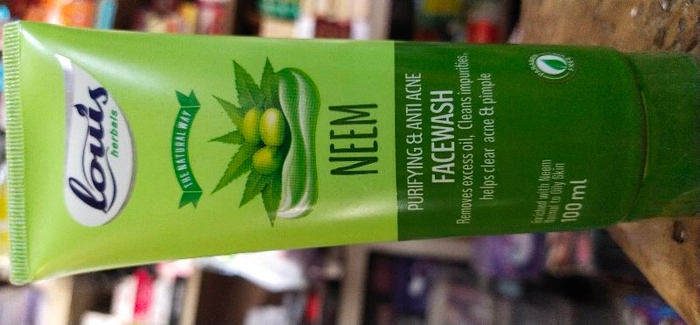 louis
herbals
THE NATURAL WAY
NEEM
PURIFYING & ANTI ACNE
FACEWASH
Removes excess oil, Cleans impurities,
helps clear acne & pimple
Enriched with Neem
Normal to Oily Skin
100 ml